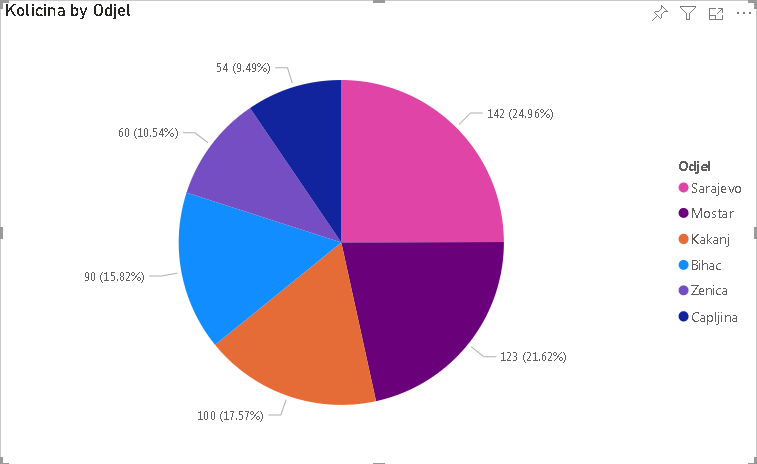 Kolicina by Odjel
54 (9.49%)
142 (24.96%)
60 (10.54%)
90 (15.82%)
123 (21.62%)
100 (17.57%)
Odjel
Sarajevo
Mostar
Kakanj
Bihac
Zenica
Capljina